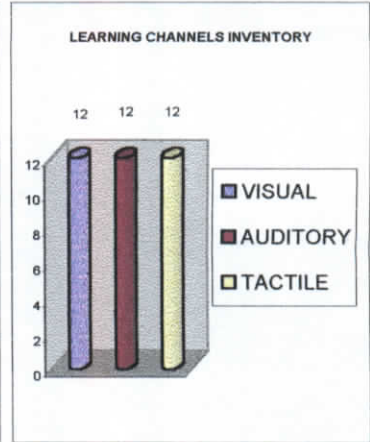 LEARNING CHANNELS INVENTORY
12 12 12
12
10
8
6
4
2
0
VISUAL
AUDITORY
TACTILE